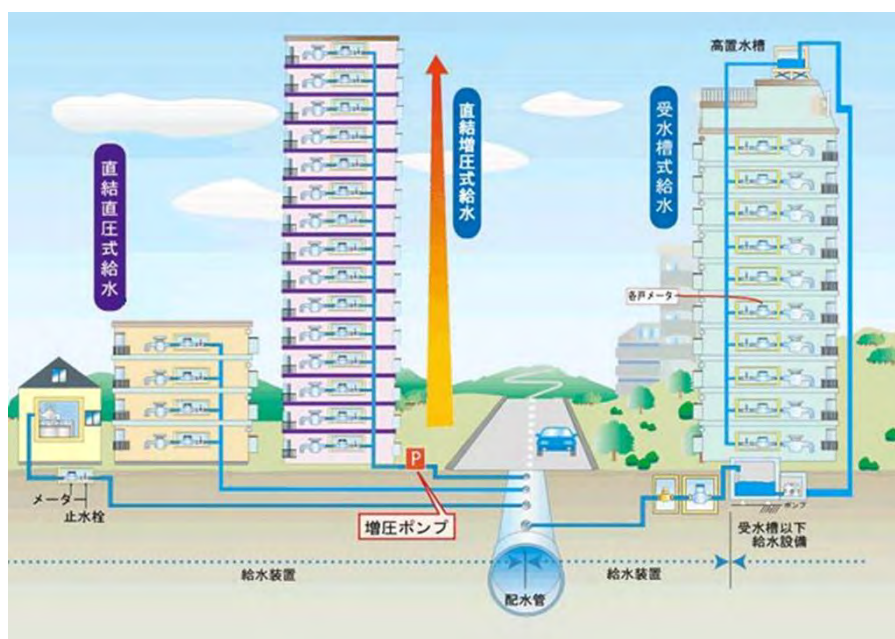 高置水槽
直結増圧式給水
受水槽式給水
直結直圧式給水
各戸メータ
P
メーター
止水栓
増圧ポンプ
ポンプ
受水槽以下
給水設備
給水装置
給水装置
配水管